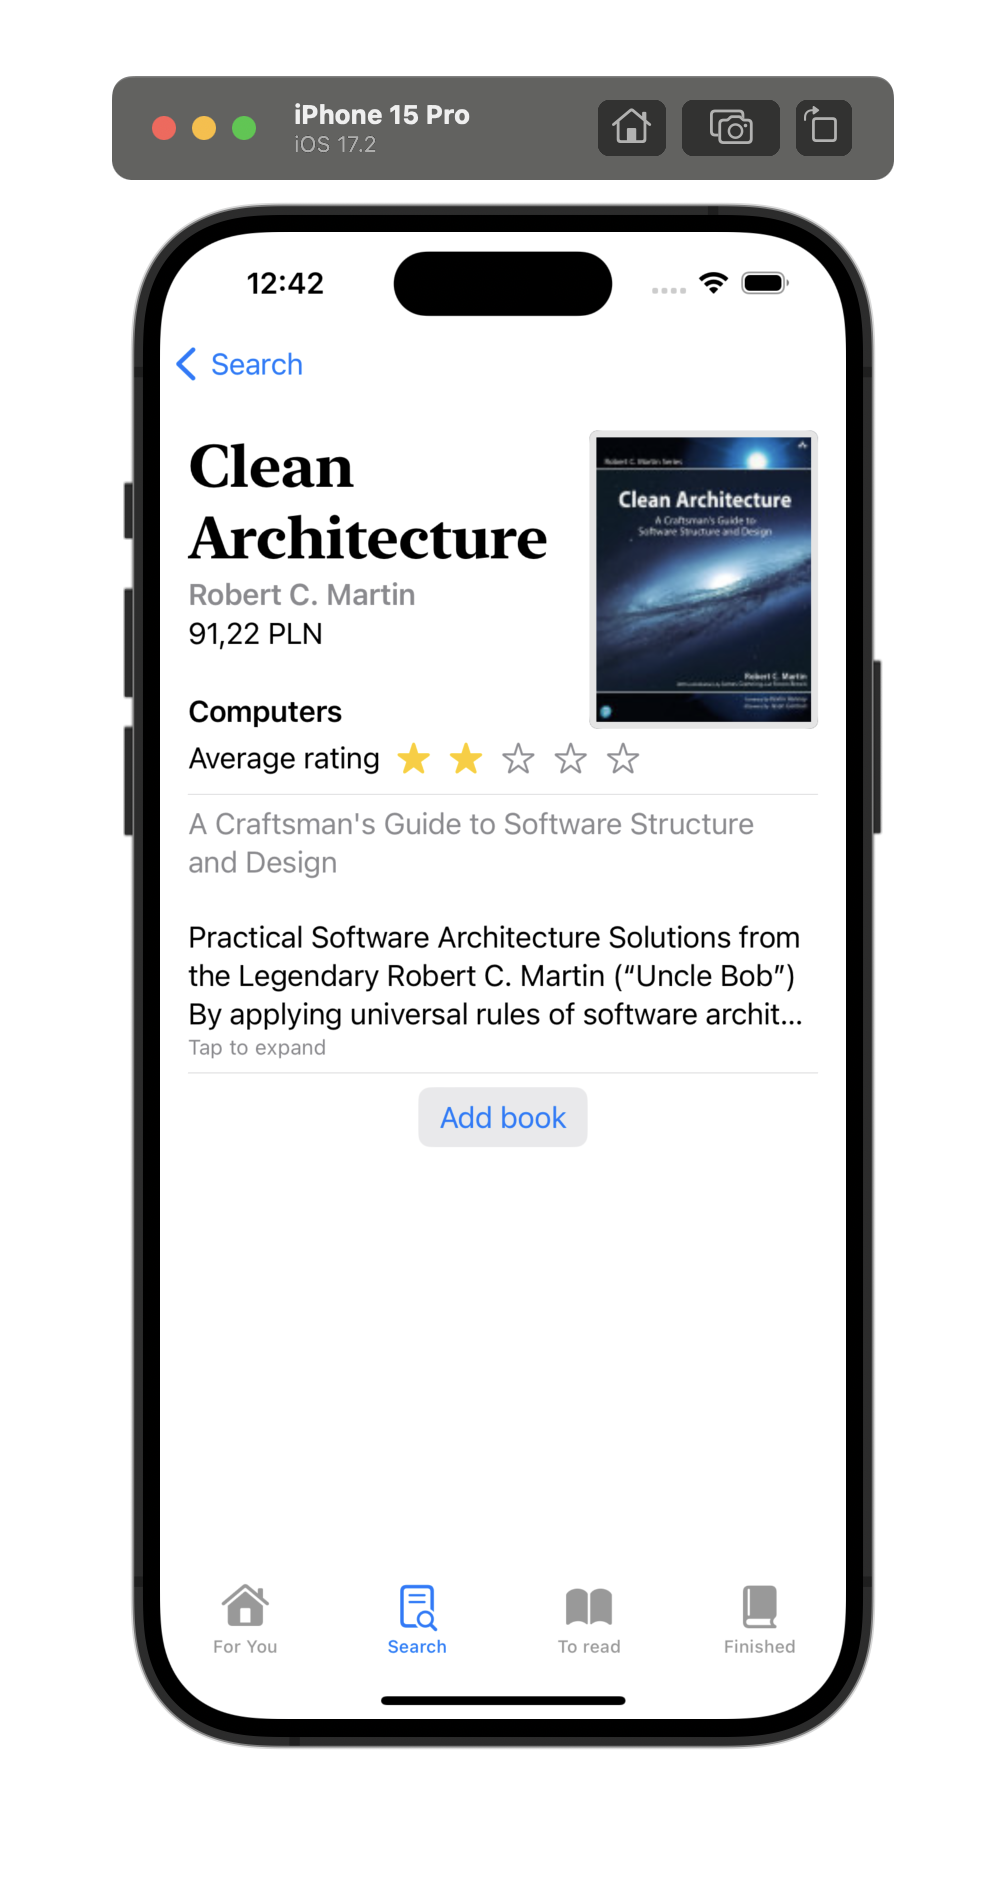 iPhone 15 Pro
iOS 17.2
12:42
Search
Clean
Architecture
Robert C. Martin
91,22 PLN
Computers
Average rating
Robert C. Martin Series
Clean Architecture
A Craftsman's Guide to
Software Structure and Design
Robert C. Martin
A Craftsman's Guide to Software Structure
and Design
Practical Software Architecture Solutions from
the Legendary Robert C. Martin (“Uncle Bob”)
By applying universal rules of software archit...
Tap to expand
Add book
For You
Search
To read
Finished